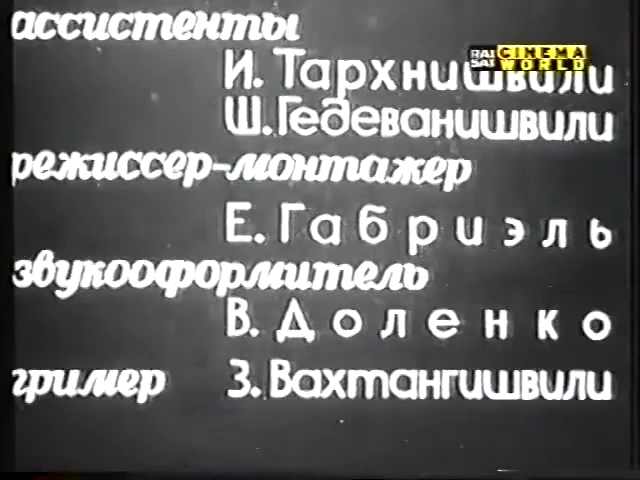 ассистенты
RAI SAT CINEMA WORLD
И. Тархнишвили
Ш. Гедеванишвили
режиссер-монтажер
Е. Габриэль
звукооформитель
В. Доленко
гример З. Вахтангишвили